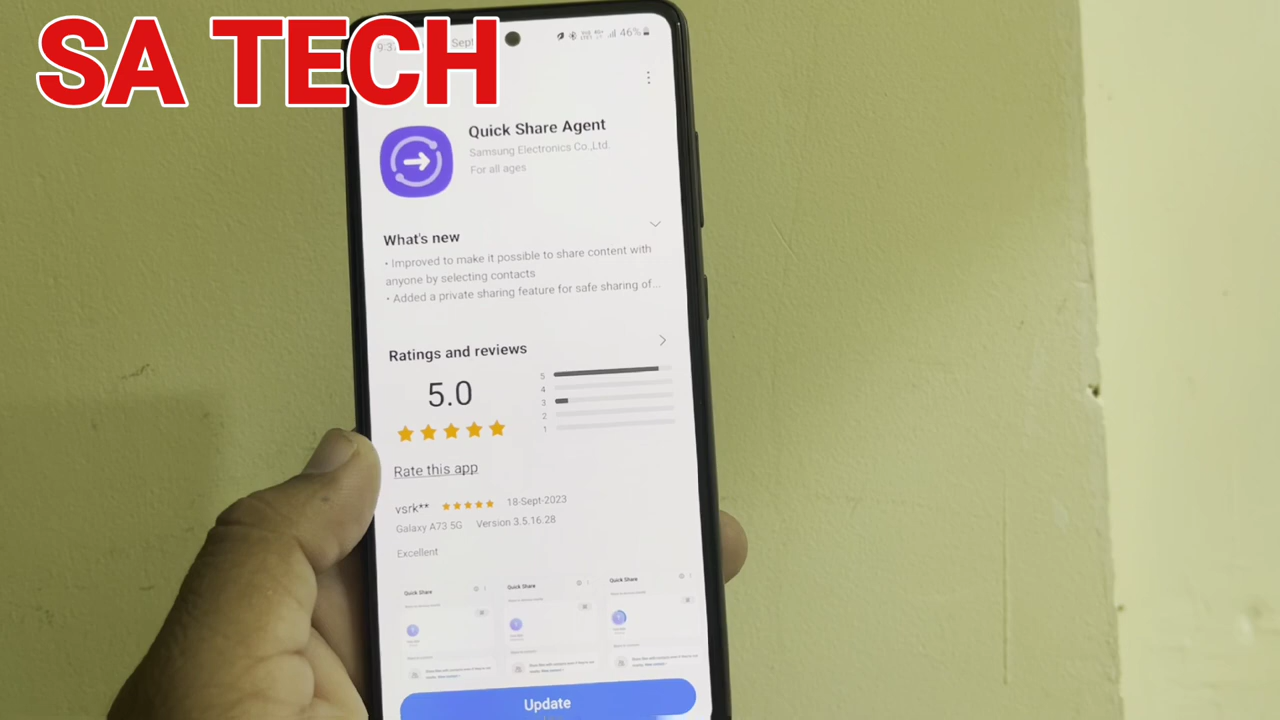 SA TECH
Sept
46%
Quick Share Agent
Samsung Electronics Co.,Ltd.
For all ages
What's new
• Improved to make it possible to share content with
anyone by selecting contacts
• Added a private sharing feature for safe sharing of...
Ratings and reviews
5.0
5
4
3
2
1
Rate this app
vsrk** 18-Sept-2023
Galaxy A73 5G Version 3.5.16.28
Excellent
Quick Share Quick Share Quick Share
Update